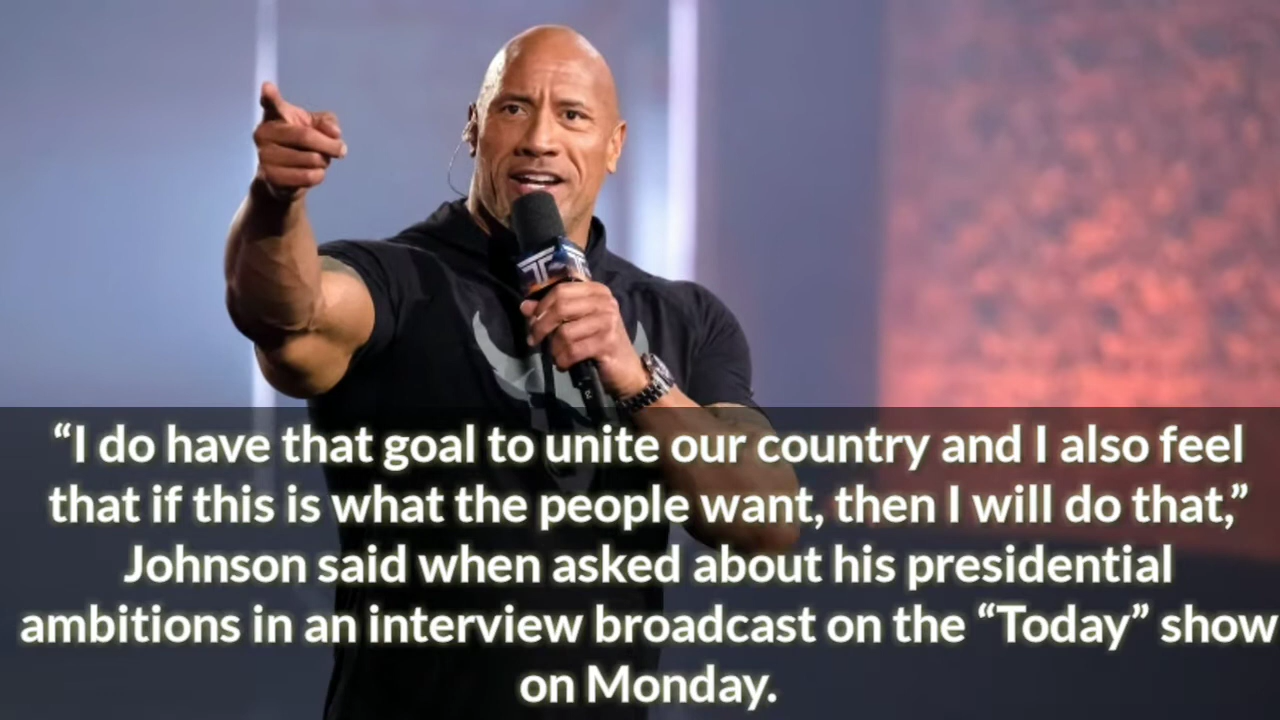 “I do have that goal to unite our country and I also feel
that if this is what the people want, then I will do that,”
Johnson said when asked about his presidential
ambitions in an interview broadcast on the “Today” show
on Monday.